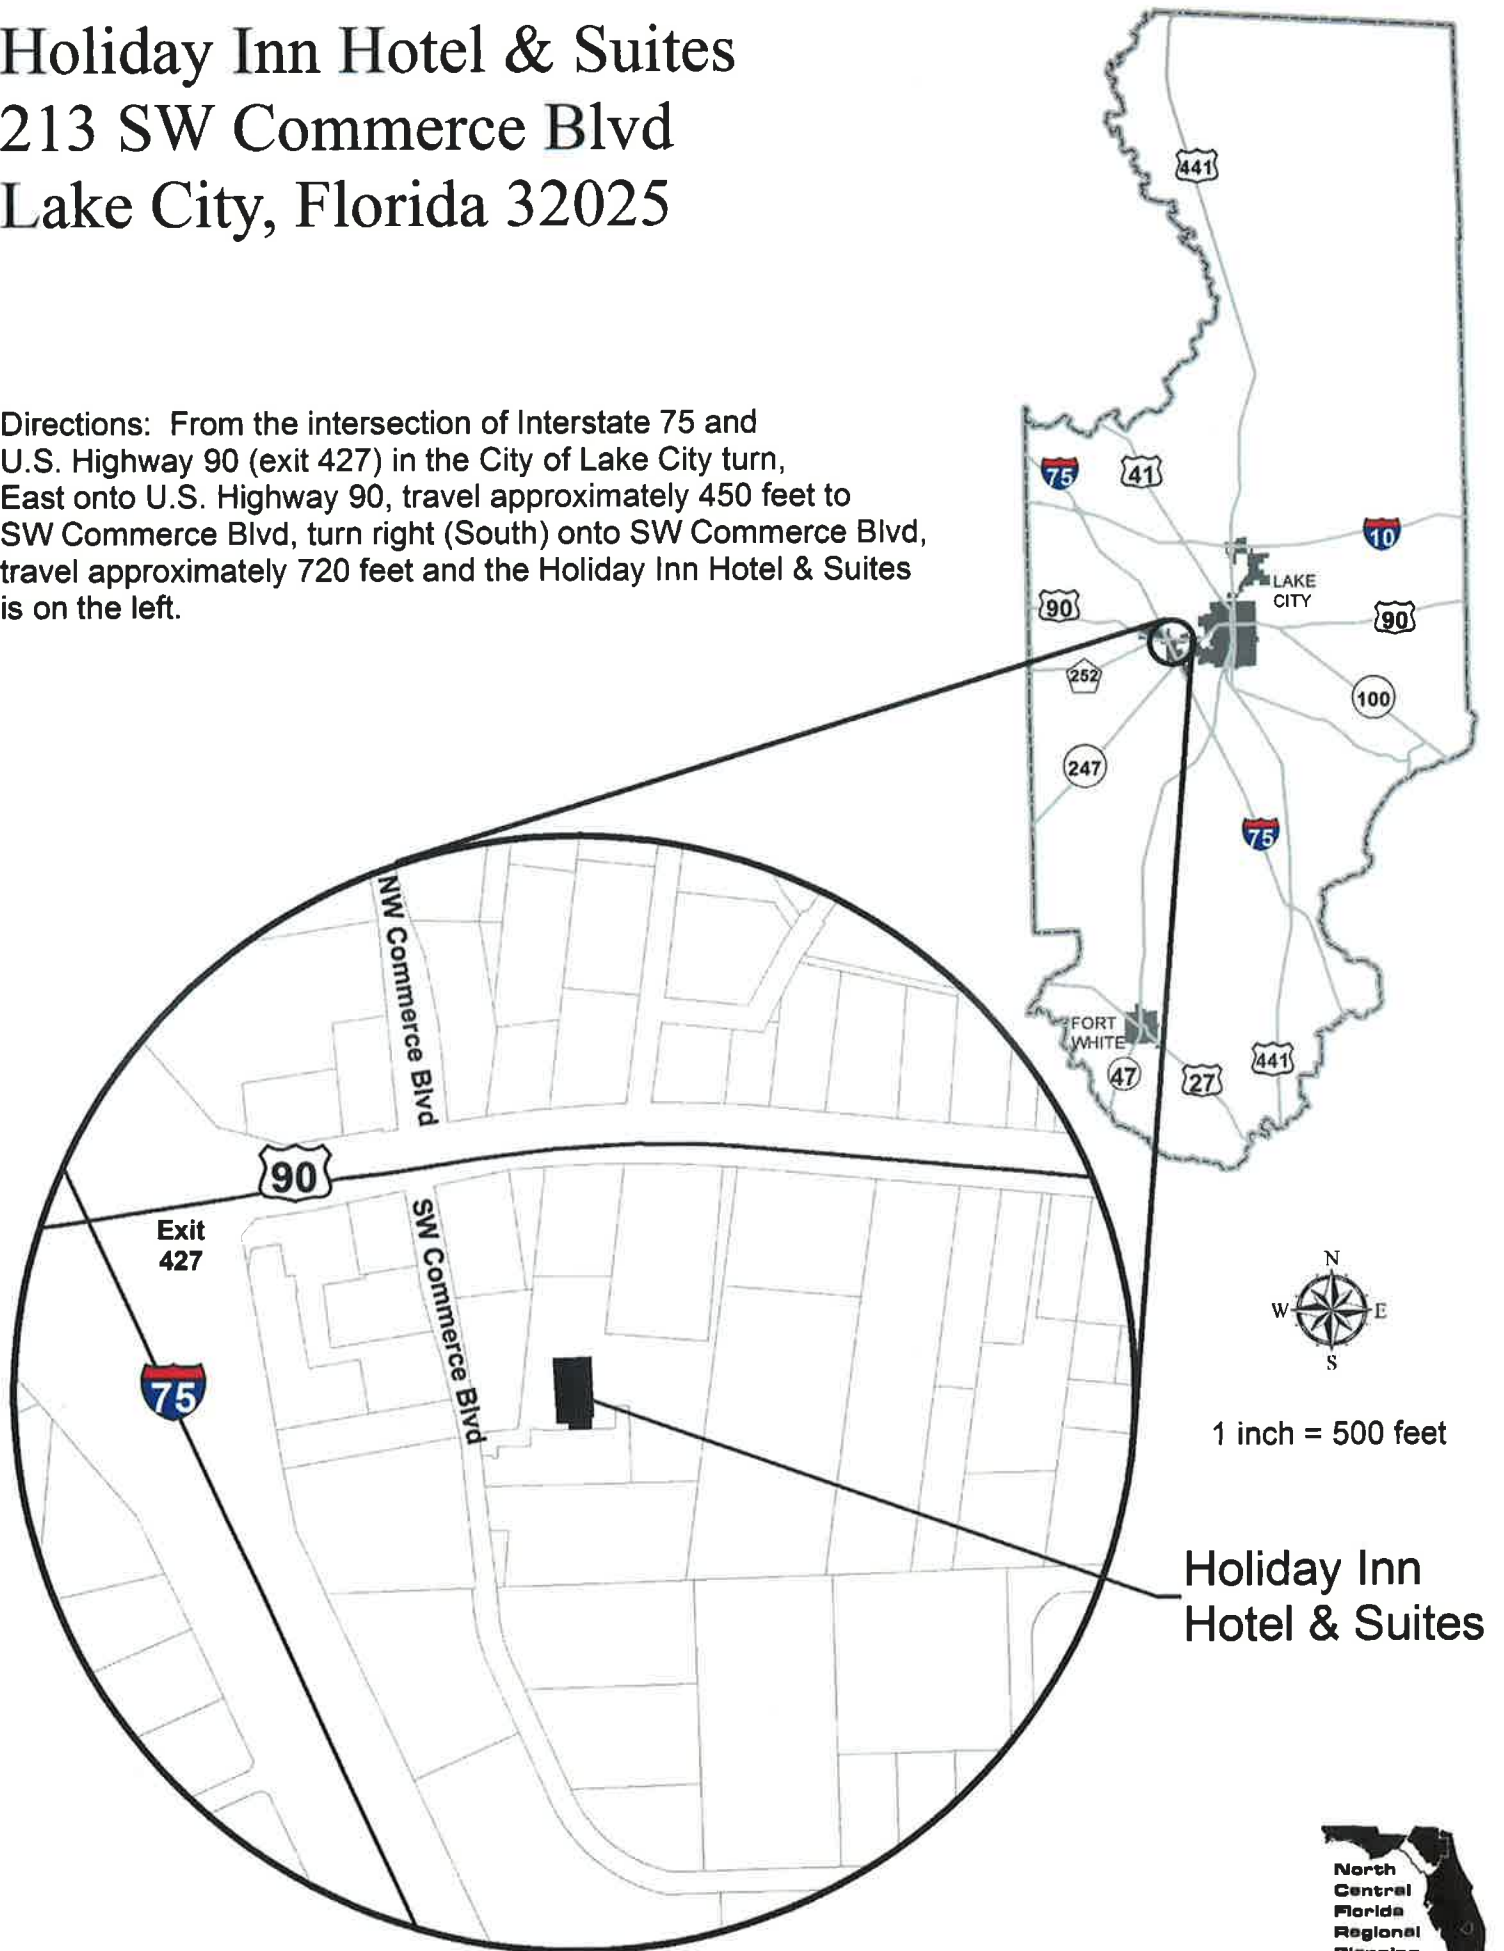 Holiday Inn Hotel & Suites
213 SW Commerce Blvd
Lake City, Florida 32025
Directions:  From the intersection of Interstate 75 and
U.S. Highway 90 (exit 427) in the City of Lake City turn,
East onto U.S. Highway 90, travel approximately 450 feet to
SW Commerce Blvd, turn right (South) onto SW Commerce Blvd,
travel approximately 720 feet and the Holiday Inn Hotel & Suites
is on the left.
441
75
41
10
LAKE
CITY
90
90
252
100
247
75
FORT
WHITE
47
27
441
NW Commerce Blvd
90
Exit
427
SW Commerce Blvd
75
N
W
E
S
1 inch = 500 feet
Holiday Inn
Hotel & Suites
North
Central
Florida
Regional